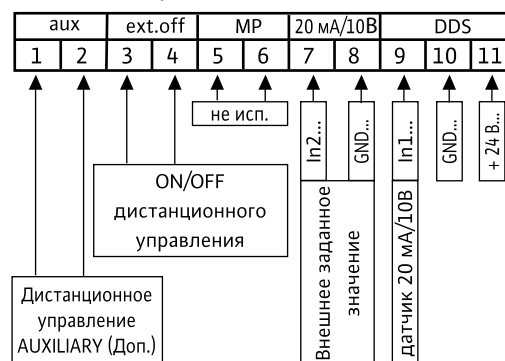 aux ext.off MP 20 мА/10В DDS
1 2 3 4 5 6 7 8 9 10 11
не исп.
In2...
GND...
In1...
GND...
+ 24 В...
ON/OFF
дистанционного
управления
Внешнее заданное
значение
датчик 20 мА/10В
Дистанционное
управление
AUXILIARY (Доп.)